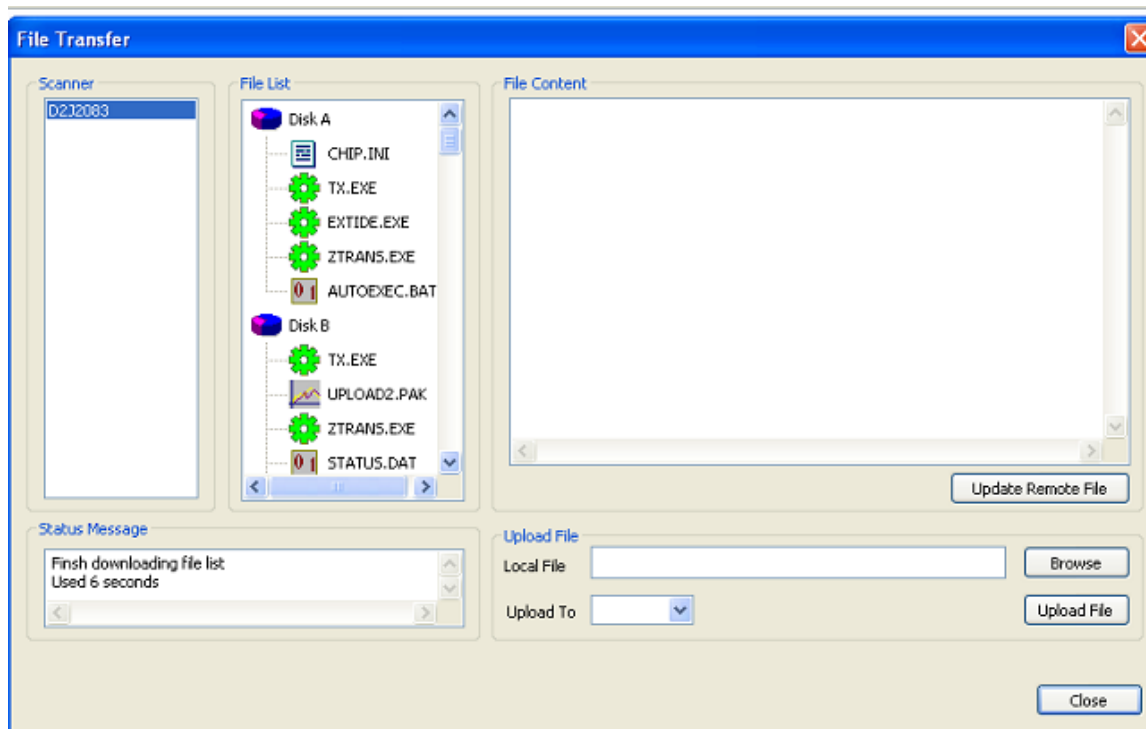 File Transfer
Scanner
D2J2083
File List
Disk A
CHIP.INI
TX.EXE
EXTIDE.EXE
ZTRANS.EXE
AUTOEXEC.BAT
Disk B
TX.EXE
UPLOAD2.PAK
ZTRANS.EXE
STATUS.DAT
File Content
Update Remote File
Status Message
Finsh downloading file list
Used 6 seconds
Upload File
Local File
Browse
Upload To
Upload File
Close